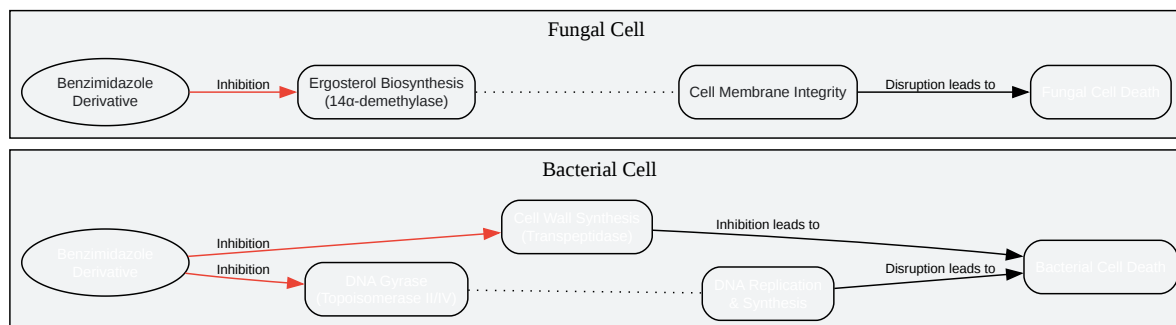 Fungal Cell
Benzimidazole
Derivative
Inhibition
Ergosterol Biosynthesis
(14α-demethylase)
Cell Membrane Integrity
Disruption leads to
Fungal Cell Death
Bacterial Cell
Benzimidazole
Derivative
Inhibition
Inhibition
Cell Wall Synthesis
(Transpeptidase)
DNA Gyrase
(Topoisomerase II/IV)
Inhibition leads to
DNA Replication
& Synthesis
Disruption leads to
Bacterial Cell Death